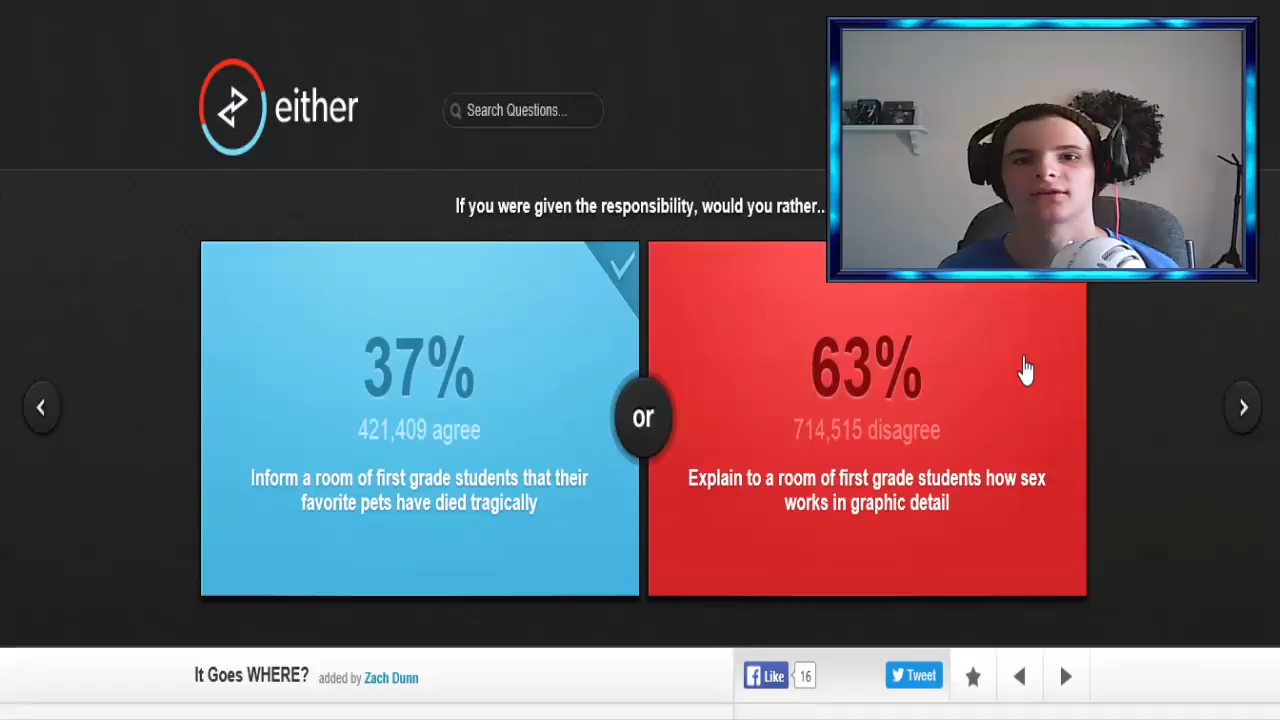 either
Search Questions...
If you were given the responsibility, would you rather..
37%
421,409 agree
Inform a room of first grade students that their
favorite pets have died tragically
or
63%
714,515 disagree
Explain to a room of first grade students how sex
works in graphic detail
It Goes WHERE? added by Zach Dunn
Like 16
Tweet